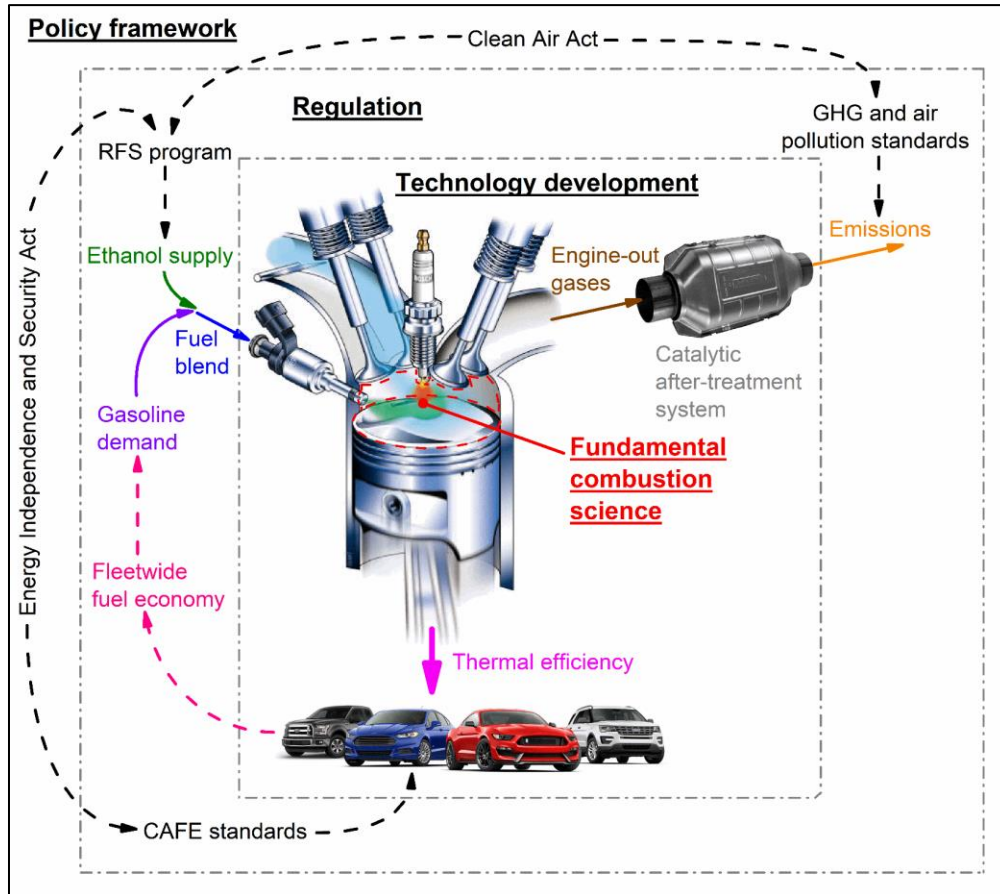 Policy framework
Clean Air Act
Regulation
GHG and air
pollution standards
RFS program
Technology development
Emissions
Ethanol supply
Engine-out
gases
Fuel
blend
Catalytic
after-treatment
system
Gasoline
demand
Fundamental
combustion
science
Energy Independence and Security Act
Fleetwide
fuel economy
Thermal efficiency
CAFE standards